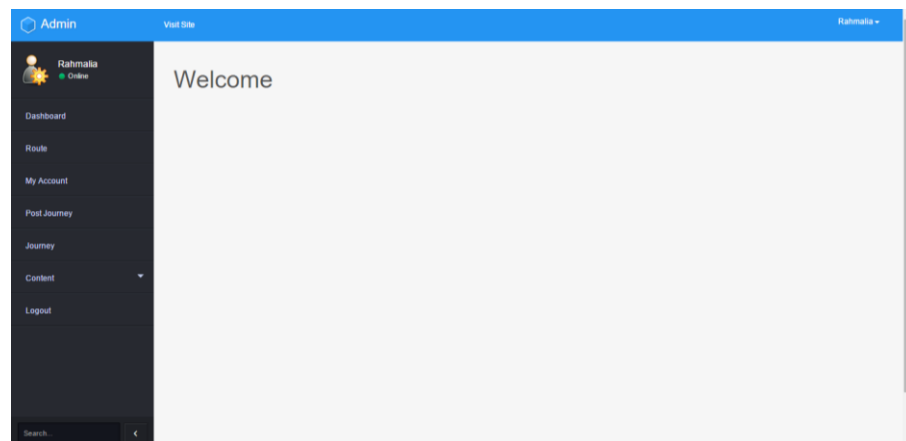 Admin
Visit Site
Rahmalia
Rahmalia
Online
Welcome
Dashboard
Route
My Account
Post Journey
Journey
Content
Logout
Search...